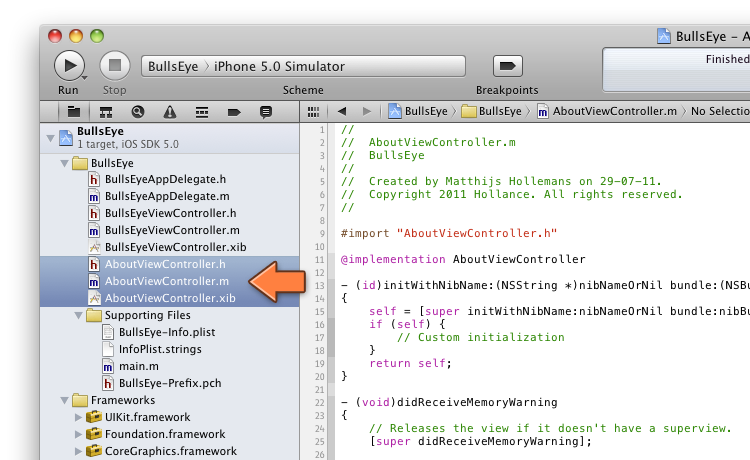 BullsEye - A
BullsEye 〉 iPhone 5.0 Simulator
Finished
Run
Stop
Scheme
Breakpoints
BullsEye 〉 BullsEye 〉 AboutViewController.m 〉 No Selectio
BullsEye
1 target, iOS SDK 5.0
BullsEye
h BullsEyeAppDelegate.h
m BullsEyeAppDelegate.m
h BullsEyeViewController.h
m BullsEyeViewController.m
BullsEyeViewController.xib
h AboutViewController.h
m AboutViewController.m
AboutViewController.xib
Supporting Files
BullsEye-Info.plist
InfoPlist.strings
m main.m
h BullsEye-Prefix.pch
Frameworks
UIKit.framework
Foundation.framework
CoreGraphics.framework
1 //
2 //  AboutViewController.m
3 //  BullsEye
4 //
5 //  Created by Matthijs Hollemans on 29-07-11.
6 //  Copyright 2011 Hollance. All rights reserved.
7 //
8
9 #import "AboutViewController.h"
10
11 @implementation AboutViewController
12
13 - (id)initWithNibName:(NSString *)nibNameOrNil bundle:(NSBu
14 {
15     self = [super initWithNibName:nibNameOrNil bundle:nibBu
16     if (self) {
17         // Custom initialization
18     }
19     return self;
20 }
21
22 - (void)didReceiveMemoryWarning
23 {
24     // Releases the view if it doesn't have a superview.
25     [super didReceiveMemoryWarning];
26